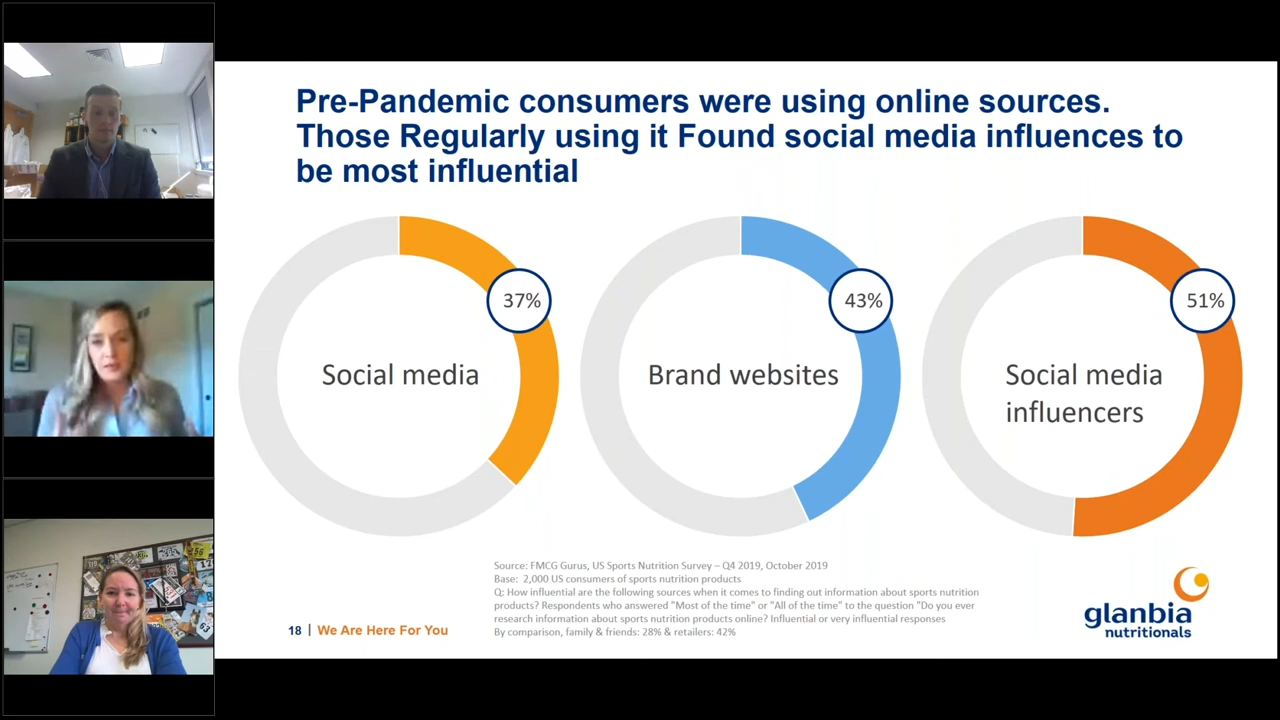 Pre-Pandemic consumers were using online sources.
Those Regularly using it Found social media influences to
be most influential
37%
Social media
43%
Brand websites
51%
Social media
influencers
Source: FMCG Gurus, US Sports Nutrition Survey – Q4 2019, October 2019
Base: 2,000 US consumers of sports nutrition products
Q: How influential are the following sources when it comes to finding out information about sports nutrition
products? Respondents who answered "Most of the time" or "All of the time" to the question "Do you ever
research information about sports nutrition products online? Influential or very influential responses
By comparison, family & friends: 28% & retailers: 42%
18 | We Are Here For You
glanbia
nutritionals